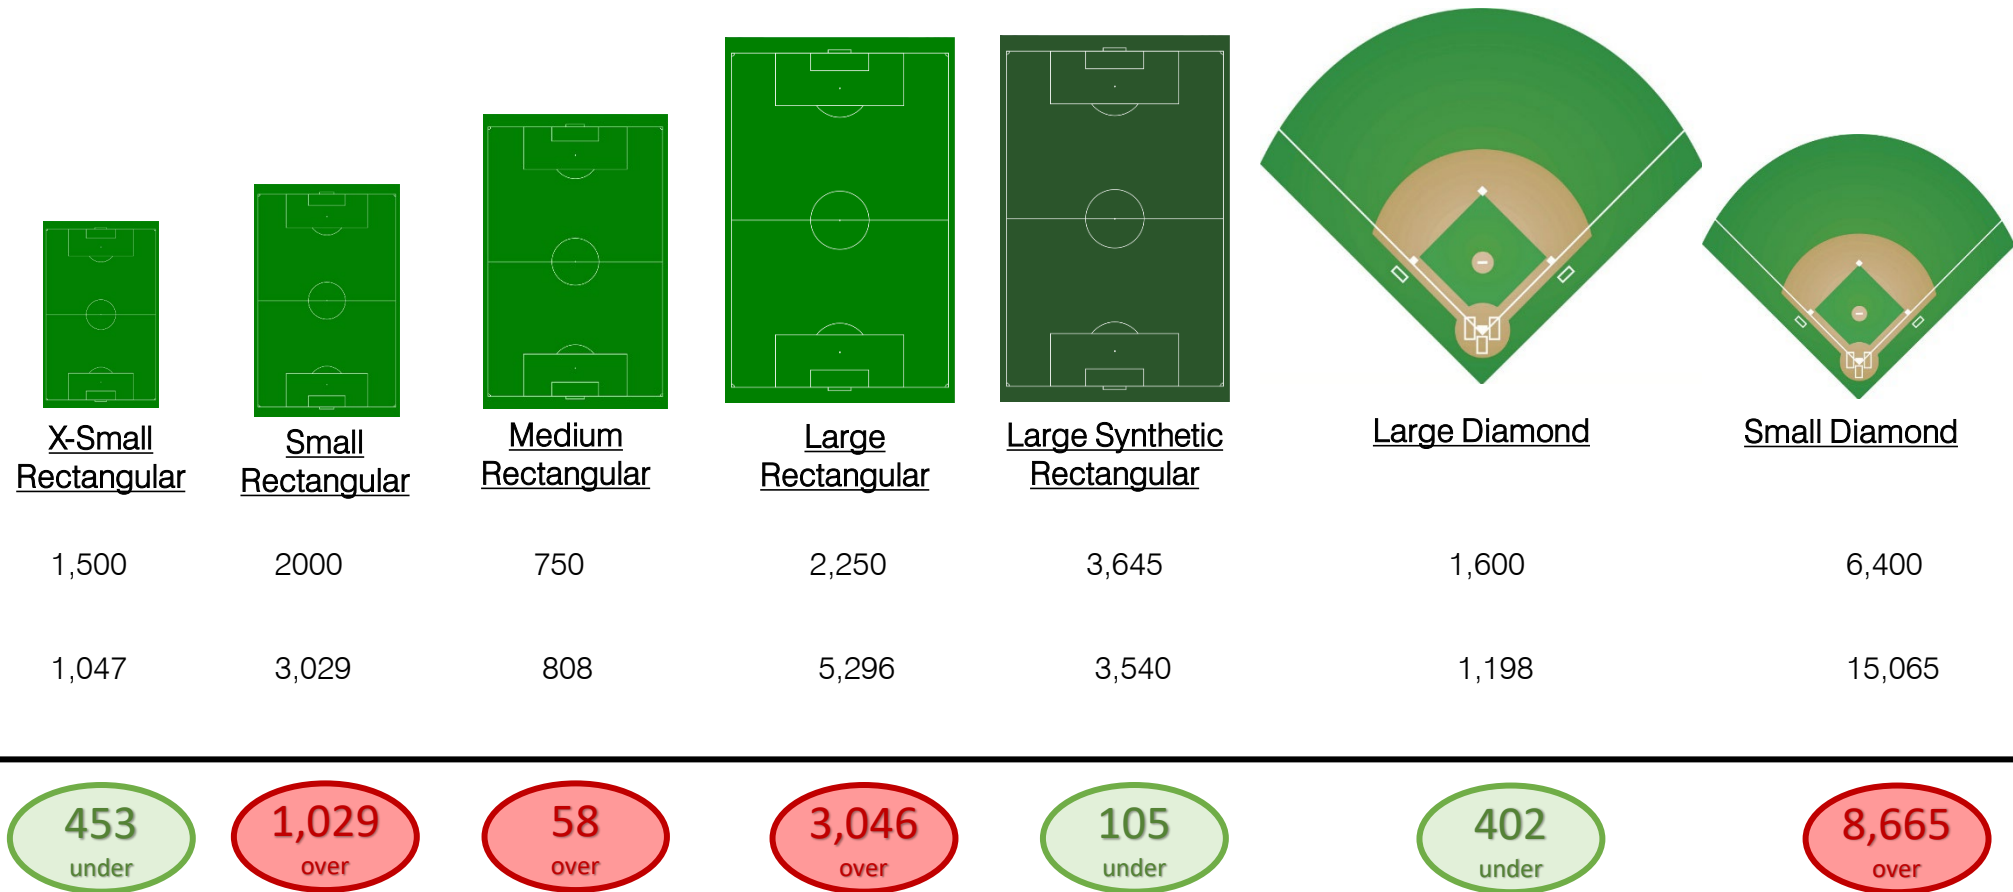 X-Small
Rectangular
Small
Rectangular
Medium
Rectangular
Large
Rectangular
Large Synthetic
Rectangular
Large Diamond
Small Diamond
1,500
2000
750
2,250
3,645
1,600
6,400
1,047
3,029
808
5,296
3,540
1,198
15,065
453
under
1,029
over
58
over
3,046
over
105
under
402
under
8,665
over